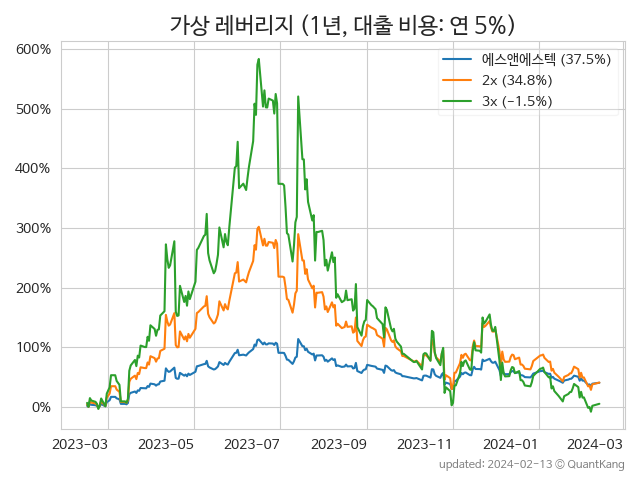 가상 레버리지 (1년, 대출 비용: 연 5%)
600%
500%
400%
300%
200%
100%
0%
에스앤에스텍 (37.5%)
2x (34.8%)
3x (−1.5%)
2023-03
2023-05
2023-07
2023-09
2023-11
2024-01
2024-03
updated: 2024-02-13 © QuantKang